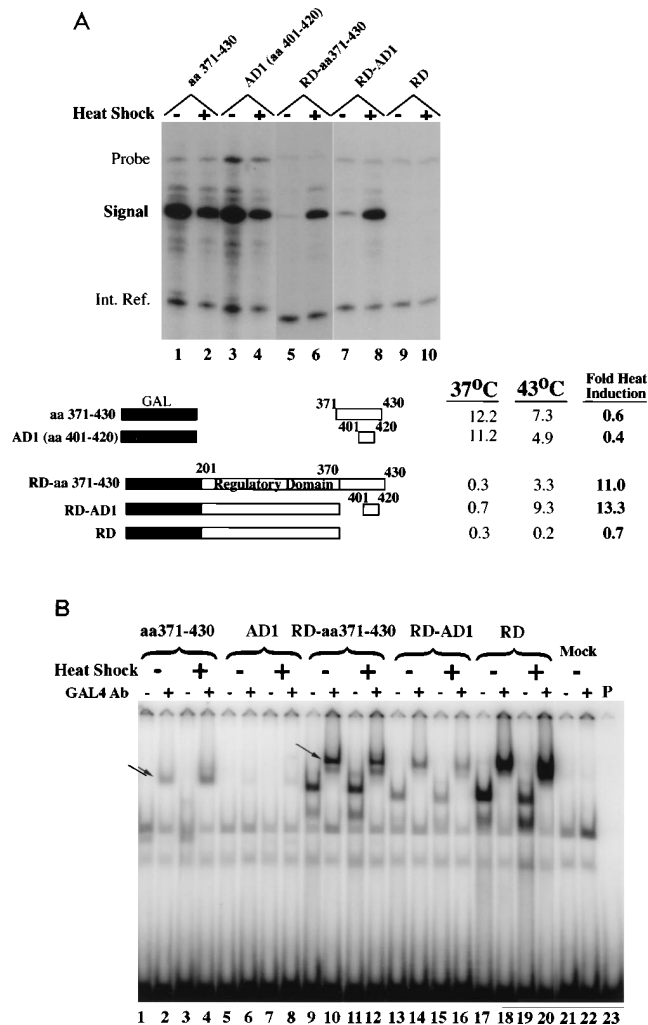 A
aa 371-430
AD1 (aa 401-420)
RD-aa371-430
RD-AD1
RD
Heat Shock - + - + - + - + - +
Probe
Signal
Int. Ref.
1 2 3 4 5 6 7 8 9 10
37ºC 43ºC Fold Heat
Induction
GAL 371 430
aa 371-430 12.2 7.3 0.6
401 420
AD1 (aa 401-420) 11.2 4.9 0.4
201 370 430
RD-aa 371-430 Regulatory Domain 0.3 3.3 11.0
401 420
RD-AD1 0.7 9.3 13.3
RD 0.3 0.2 0.7
B
aa371-430 AD1 RD-aa371-430 RD-AD1 RD Mock
Heat Shock - + - + - + - + - + -
GAL4 Ab - + - + - + - + - + - + - + - + - + - + - + P
1 2 3 4 5 6 7 8 9 10 11 12 13 14 15 16 17 18 19 20 21 22 23